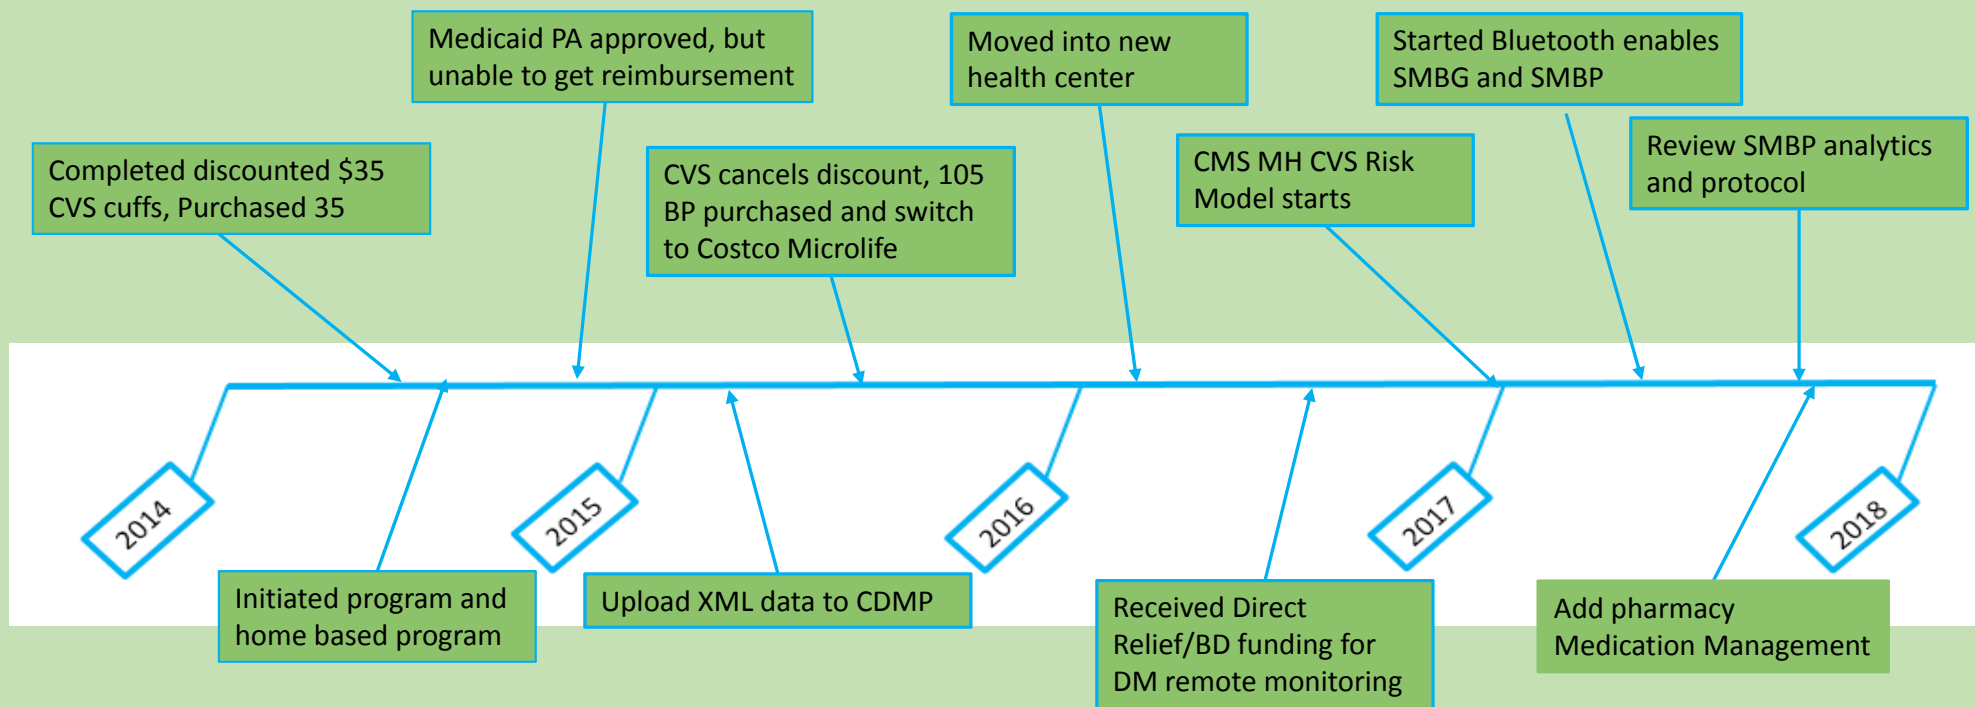 Medicaid PA approved, but
unable to get reimbursement
Moved into new
health center
Started Bluetooth enables
SMBG and SMBP
Completed discounted $35
CVS cuffs, Purchased 35
CVS cancels discount, 105
BP purchased and switch
to Costco Microlife
CMS MH CVS Risk
Model starts
Review SMBP analytics
and protocol
2014
2015
2016
2017
2018
Initiated program and
home based program
Upload XML data to CDMP
Received Direct
Relief/BD funding for
DM remote monitoring
Add pharmacy
Medication Management